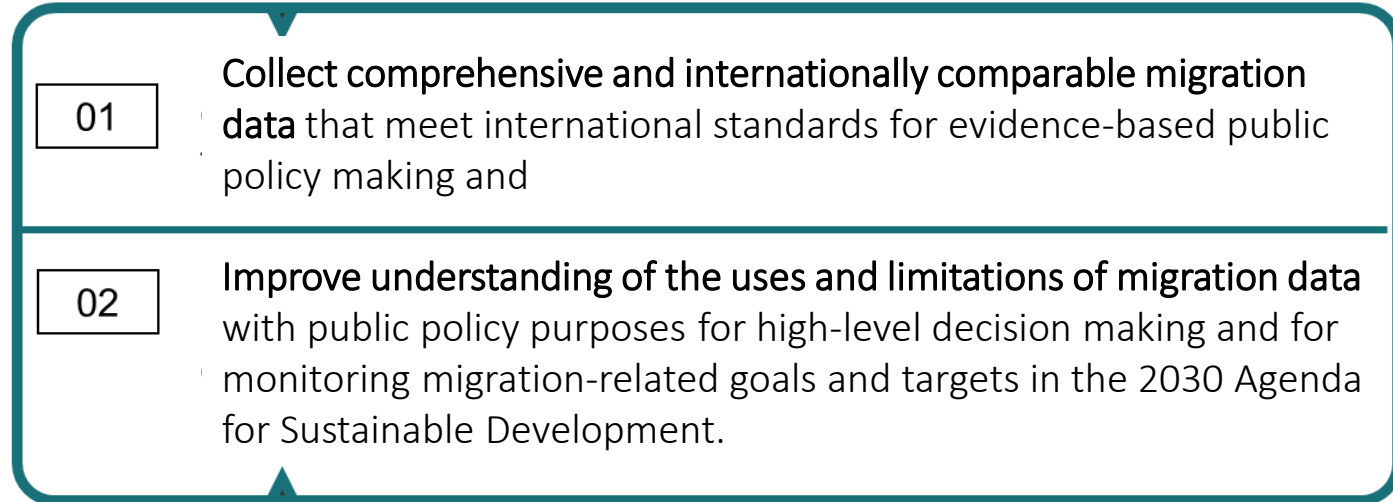 01
Collect comprehensive and internationally comparable migration
data that meet international standards for evidence-based public
policy making and
02
Improve understanding of the uses and limitations of migration data
with public policy purposes for high-level decision making and for
monitoring migration-related goals and targets in the 2030 Agenda
for Sustainable Development.